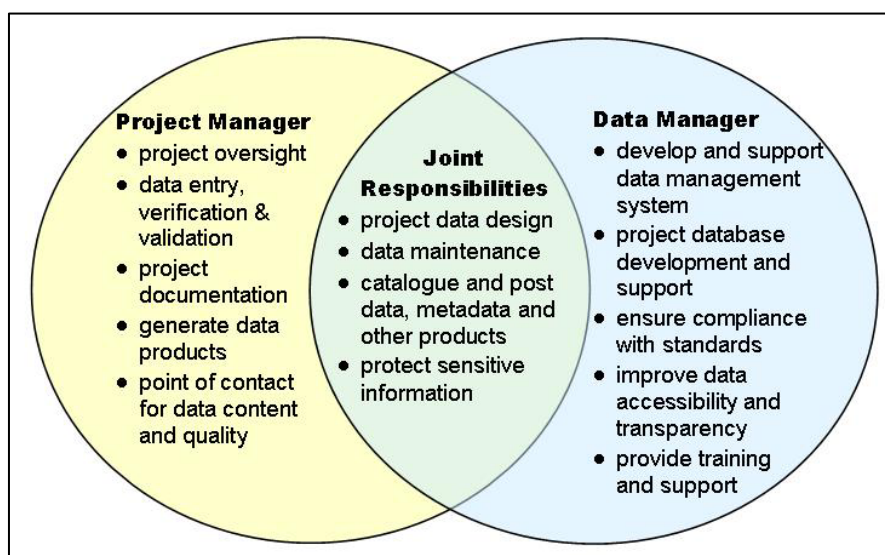 Project Manager
• project oversight
• data entry,
verification &
validation
• project
documentation
• generate data
products
• point of contact
for data content
and quality
Joint
Responsibilities
• project data design
• data maintenance
• catalogue and post
data, metadata and
other products
• protect sensitive
information
Data Manager
• develop and support
data management
system
• project database
development and
support
• ensure compliance
with standards
• improve data
accessibility and
transparency
• provide training
and support